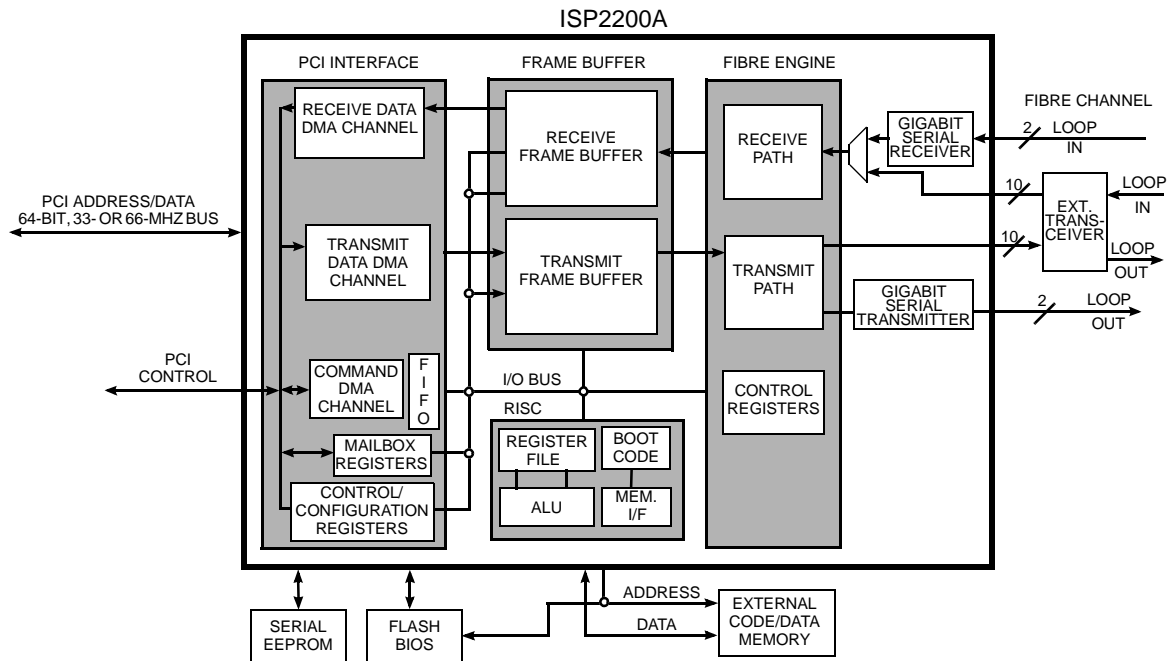 ISP2200A
PCI INTERFACE
FRAME BUFFER
FIBRE ENGINE
RECEIVE DATA
DMA CHANNEL
RECEIVE
FRAME BUFFER
RECEIVE
PATH
GIGABIT
SERIAL
RECEIVER
FIBRE CHANNEL
2
LOOP
IN
PCI ADDRESS/DATA
64-BIT, 33- OR 66-MHZ BUS
TRANSMIT
DATA DMA
CHANNEL
TRANSMIT
FRAME BUFFER
TRANSMIT
PATH
10
10
EXT.
TRANS-
CEIVER
LOOP
IN
LOOP
OUT
GIGABIT
SERIAL
TRANSMITTER
2
LOOP
OUT
PCI
CONTROL
COMMAND
DMA
CHANNEL
F
I
F
O
I/O BUS
CONTROL
REGISTERS
MAILBOX
REGISTERS
CONTROL/
CONFIGURATION
REGISTERS
RISC
REGISTER
FILE
BOOT
CODE
ALU
MEM.
I/F
SERIAL
EEPROM
FLASH
BIOS
ADDRESS
DATA
EXTERNAL
CODE/DATA
MEMORY